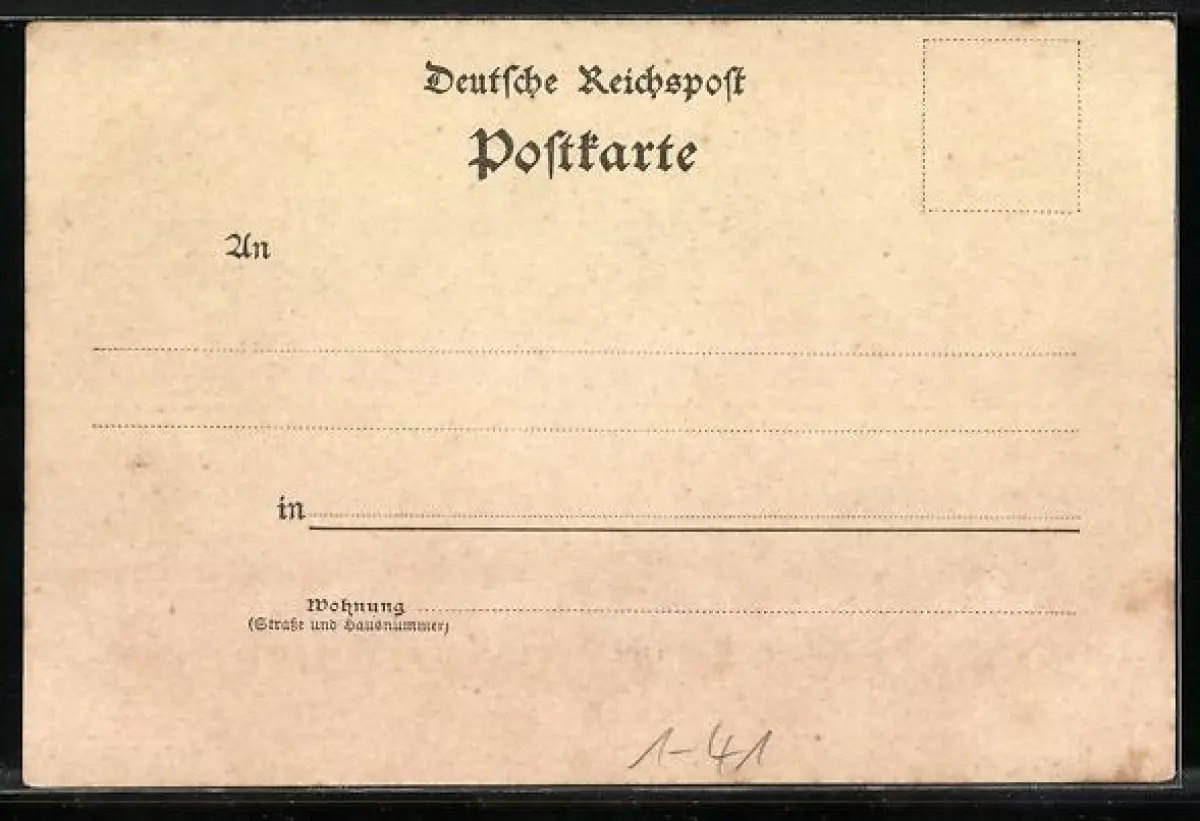 Deutsche Reichspost
Postkarte
An
in
Wohnung
(Straße und Hausnummer)
1-41